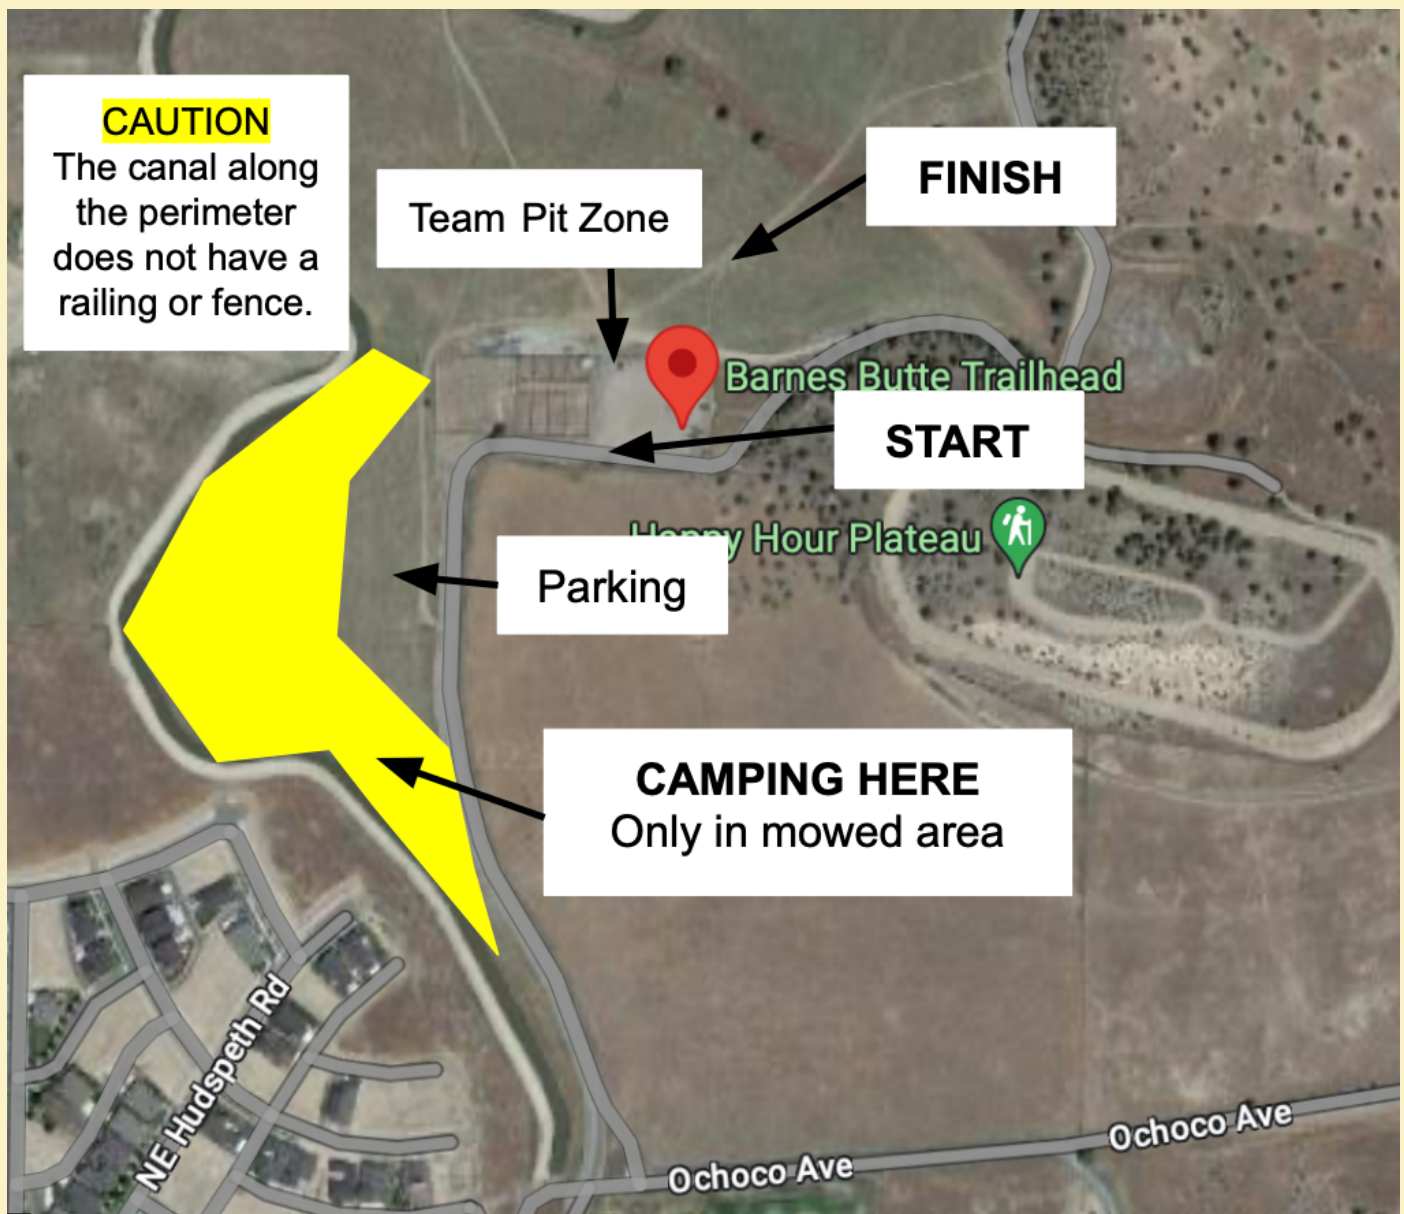 CAUTION
The canal along
the perimeter
does not have a
railing or fence.
Team Pit Zone
FINISH
Barnes Butte Trailhead
START
Happy Hour Plateau
Parking
CAMPING HERE
Only in mowed area
NE Hudspeth Rd
Ochoco Ave
Ochoco Ave